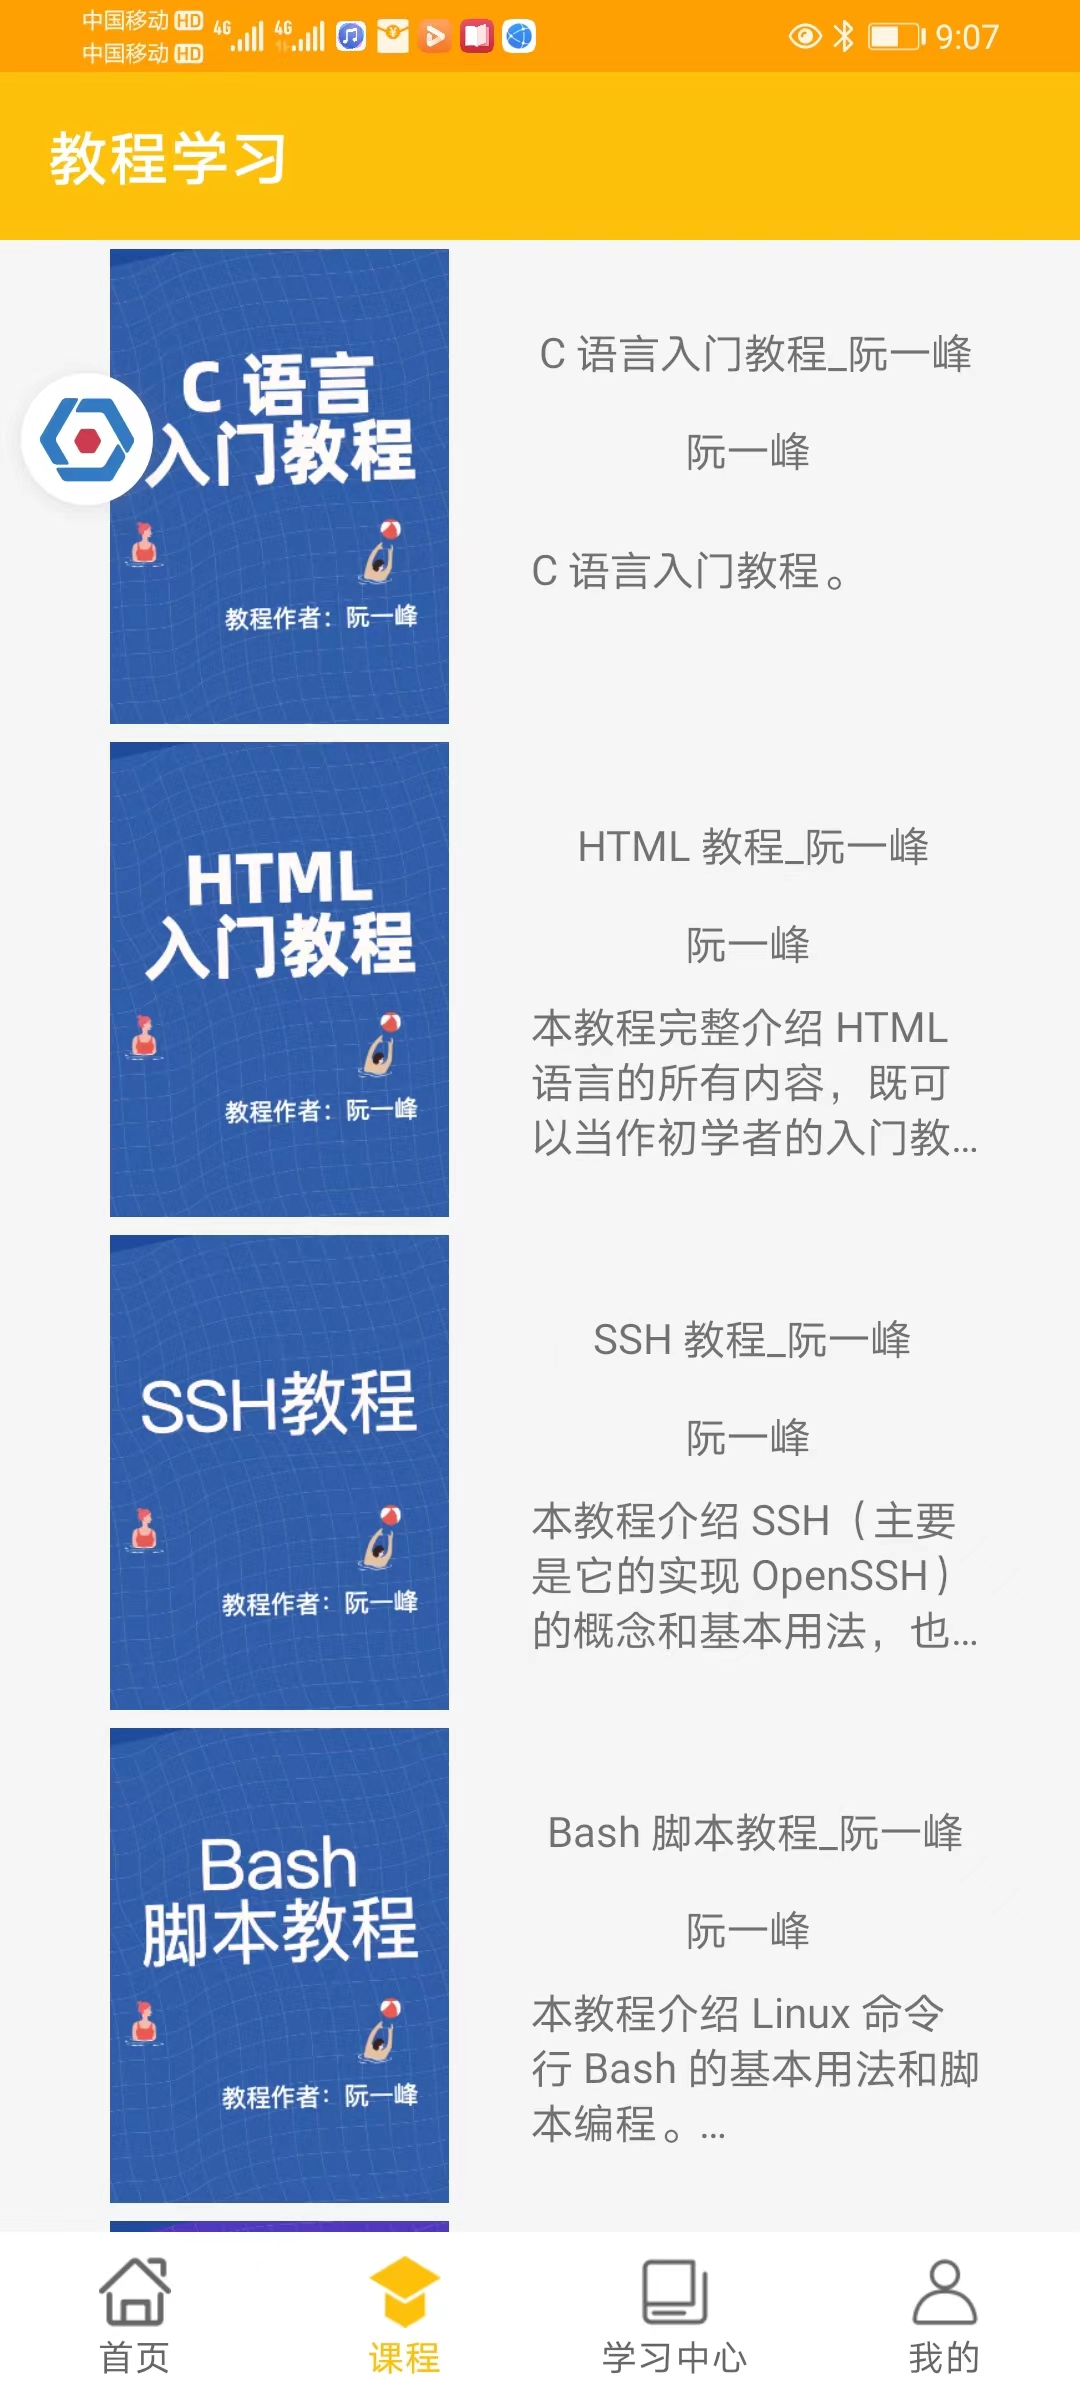 中国移动 HD 4G 4G 9:07
中国移动 HD
教程学习
C 语言
入门教程
教程作者：阮一峰
C 语言入门教程_阮一峰
阮一峰
C 语言入门教程。
HTML
入门教程
教程作者：阮一峰
HTML 教程_阮一峰
阮一峰
本教程完整介绍 HTML
语言的所有内容，既可
以当作初学者的入门教...
SSH教程
教程作者：阮一峰
SSH 教程_阮一峰
阮一峰
本教程介绍 SSH（主要
是它的实现 OpenSSH）
的概念和基本用法，也...
Bash
脚本教程
教程作者：阮一峰
Bash 脚本教程_阮一峰
阮一峰
本教程介绍 Linux 命令
行 Bash 的基本用法和脚
本编程。...
首页
课程
学习中心
我的